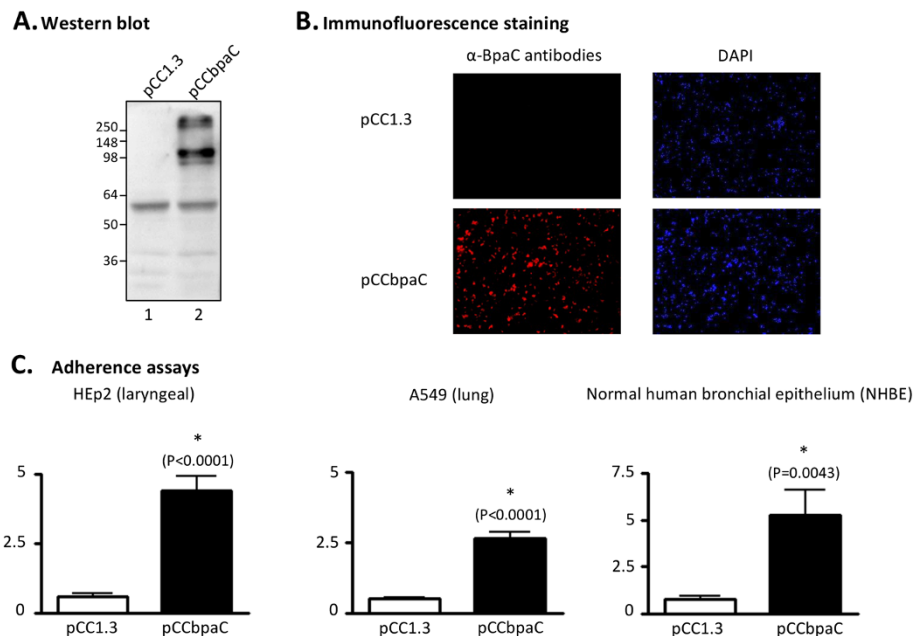 A. Western blot
pCC1.3
pCCbpaC
250
148
98
64
50
36
1 2
B. Immunofluorescence staining
α-BpaC antibodies DAPI
pCC1.3
pCCbpaC
C. Adherence assays
HEp2 (laryngeal)
5
2.5
0
*
(P<0.0001)
pCC1.3 pCCbpaC
A549 (lung)
5
2.5
0
*
(P<0.0001)
pCC1.3 pCCbpaC
Normal human bronchial epithelium (NHBE)
7.5
5
2.5
0
*
(P=0.0043)
pCC1.3 pCCbpaC